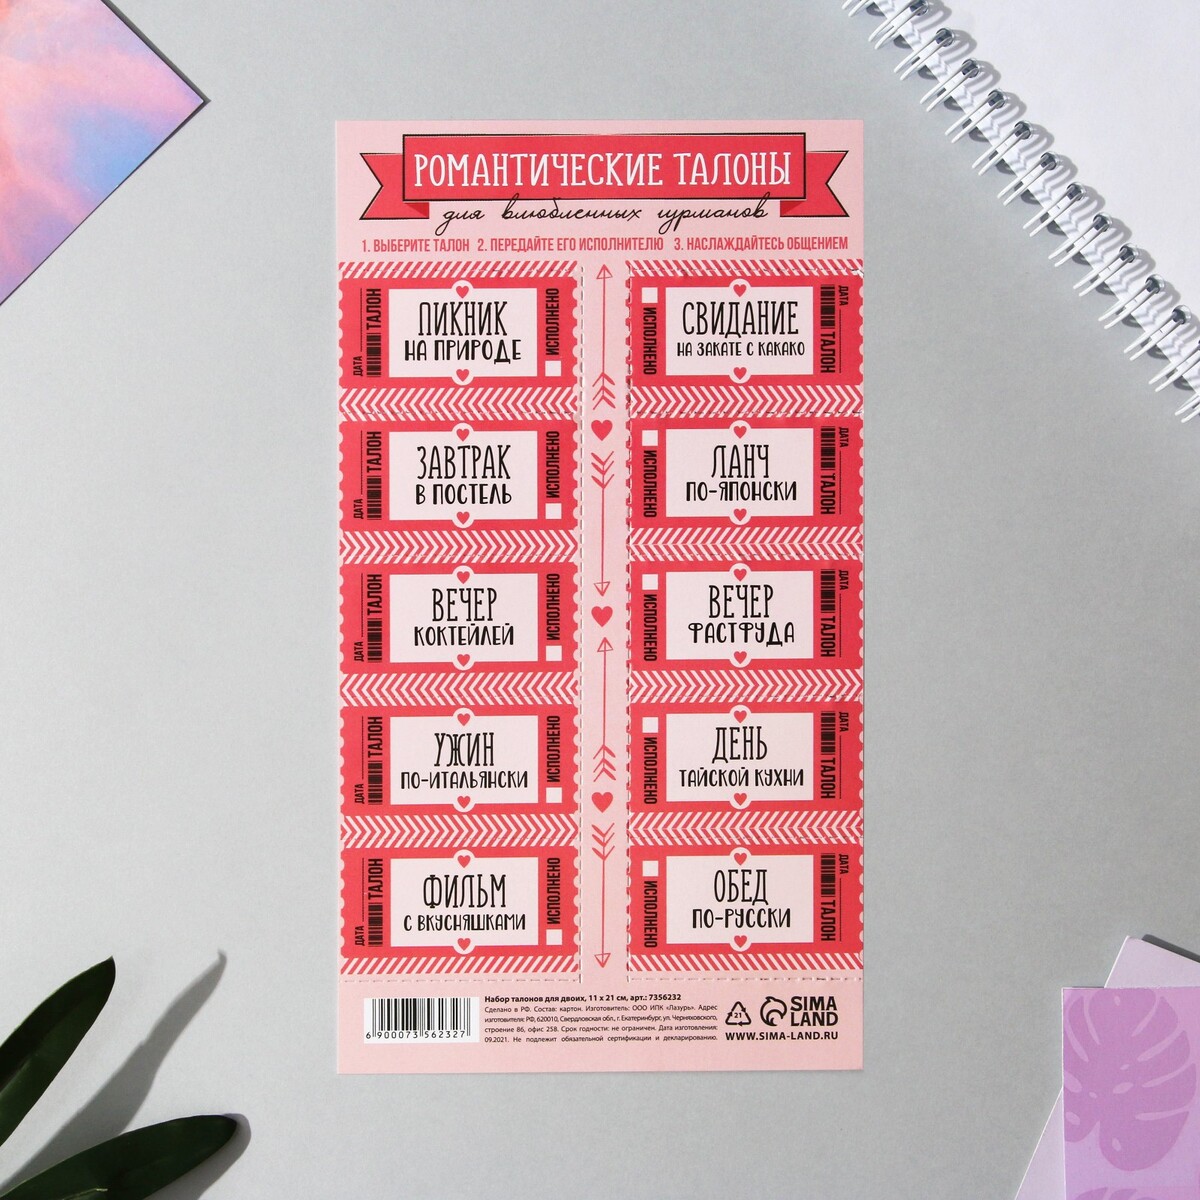 РОМАНТИЧЕСКИЕ ТАЛОНЫ
для влюбленных гурманов
1. ВЫБЕРИТЕ ТАЛОН 2. ПЕРЕДАЙТЕ ЕГО ИСПОЛНИТЕЛЮ 3. НАСЛАЖДАЙТЕСЬ ОБЩЕНИЕМ
ДАТА
ТАЛОН
ПИКНИК
НА ПРИРОДЕ
ИСПОЛНЕНО
ИСПОЛНЕНО
СВИДАНИЕ
НА ЗАКАТЕ С КАКАО
ТАЛОН
ДАТА
ДАТА
ТАЛОН
ЗАВТРАК
В ПОСТЕЛЬ
ИСПОЛНЕНО
ИСПОЛНЕНО
ЛАНЧ
ПО-ЯПОНСКИ
ТАЛОН
ДАТА
ДАТА
ТАЛОН
ВЕЧЕР
КОКТЕЙЛЕЙ
ИСПОЛНЕНО
ИСПОЛНЕНО
ВЕЧЕР
ФАСТФУДА
ТАЛОН
ДАТА
ДАТА
ТАЛОН
УЖИН
ПО-ИТАЛЬЯНСКИ
ИСПОЛНЕНО
ИСПОЛНЕНО
ДЕНЬ
ТАЙСКОЙ КУХНИ
ТАЛОН
ДАТА
ДАТА
ТАЛОН
ФИЛЬМ
С ВКУСНЯШКАМИ
ИСПОЛНЕНО
ИСПОЛНЕНО
ОБЕД
ПО-РУССКИ
ТАЛОН
ДАТА
6 900073 562327
Набор талонов для двоих, 11 х 21 см, арт.: 7356232
Сделано в РФ. Состав: картон. Изготовитель: ООО ИПК «Лазурь». Адрес
изготовителя: РФ, 620010, Свердловская обл., г. Екатеринбург, ул. Черняховского,
строение 86, офис 258. Срок годности: не ограничен. Дата изготовления:
09.2021. Не подлежит обязательной сертификации и декларированию.
21
SIMA
LAND
WWW.SIMA-LAND.RU